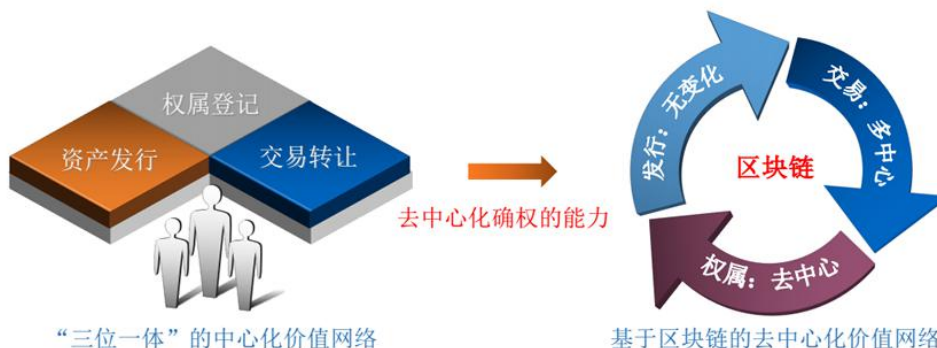 权属登记
资产发行
交易转让
去中心化确权的能力
“三位一体”的中心化价值网络
发行：无变化
交易：多中心
区块链
权属：去中心
基于区块链的去中心化价值网络